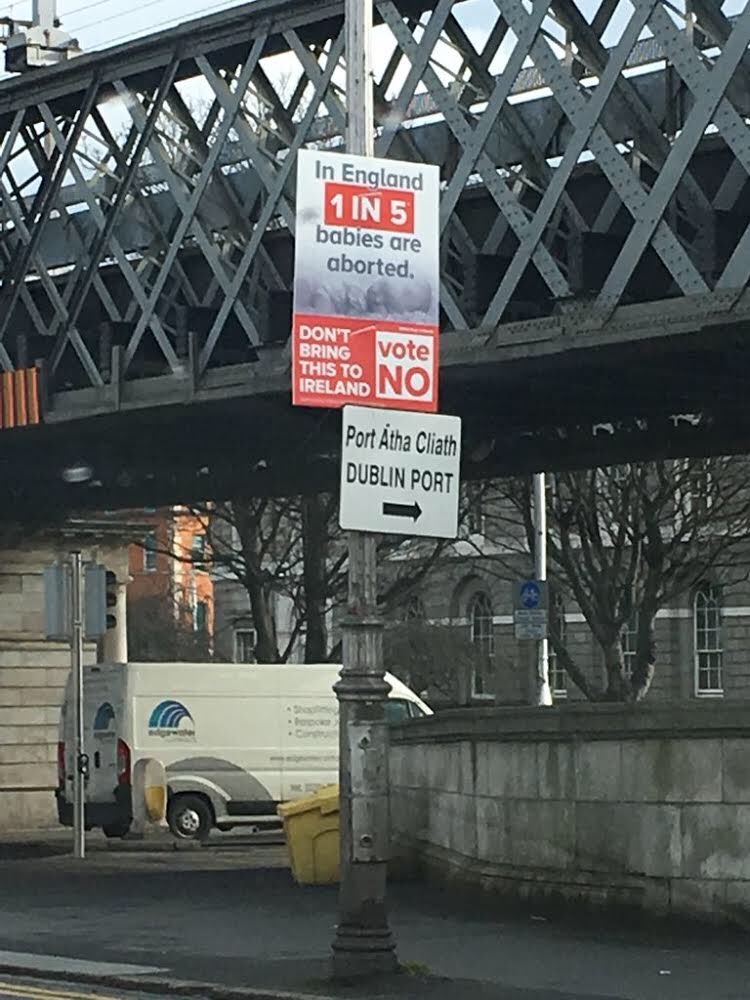 In England
1 IN 5
babies are
aborted.
DON'T
BRING
THIS TO
IRELAND
vote
NO
Port Átha Cliath
DUBLIN PORT
edgewater